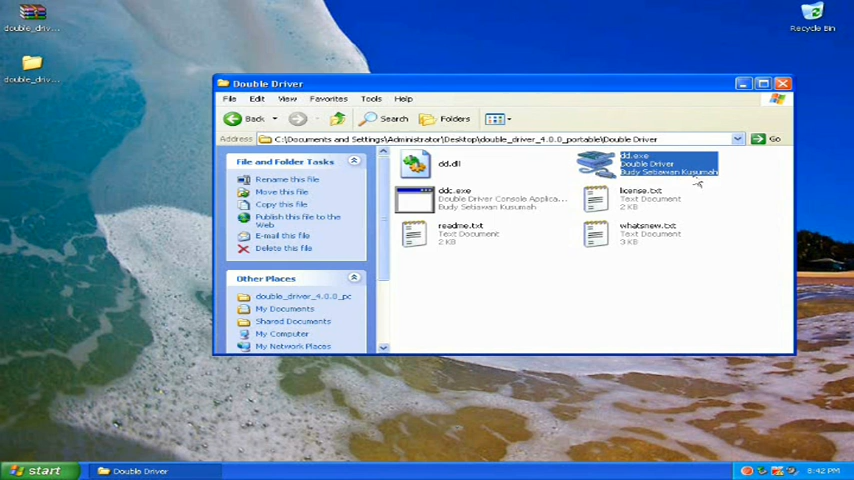 double_driv...
Recycle Bin
double_driv...
Double Driver
File Edit View Favorites Tools Help
Back Search Folders
Address C:\Documents and Settings\Administrator\Desktop\double_driver_4.0.0_portable\Double Driver Go
File and Folder Tasks
Rename this file
Move this file
Copy this file
Publish this file to the
Web
E-mail this file
Delete this file
Other Places
double_driver_4.0.0_pc
My Documents
Shared Documents
My Computer
My Network Places
dd.dll
dd.exe
Double Driver
Budy Setiawan Kusumah
ddc.exe
Double Driver Console Applica...
Budy Setiawan Kusumah
license.txt
Text Document
2 KB
readme.txt
Text Document
2 KB
whatsnew.txt
Text Document
3 KB
start
Double Driver
8:42 PM